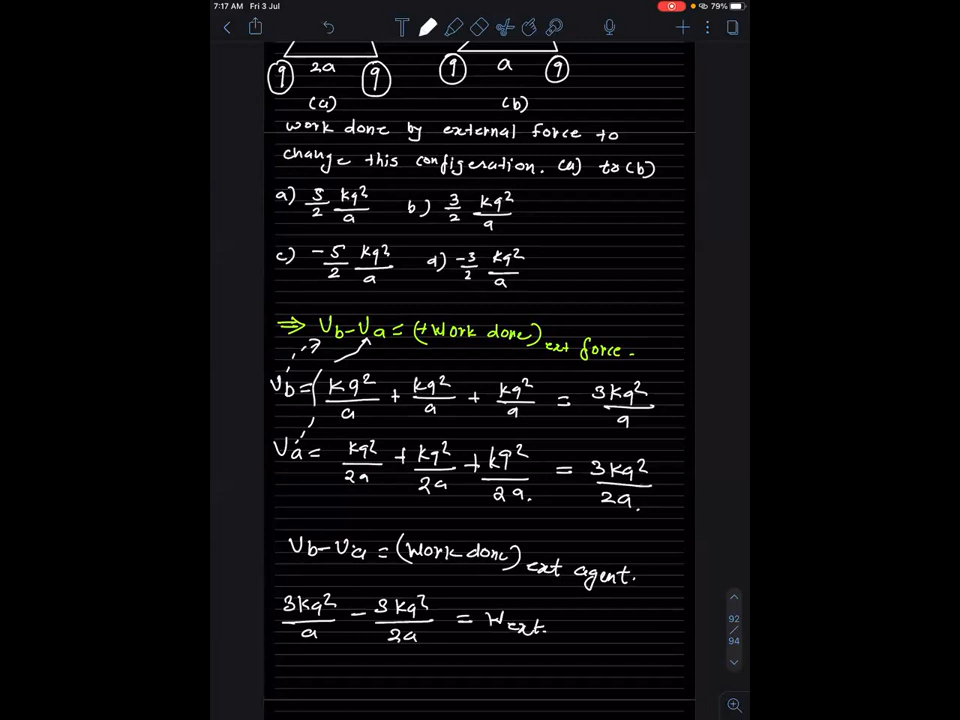 7:17 AM Fri 3 Jul
79%
2a
a
q q q q
(a) (b)
work done by external force to
change this configeration. (a) to (b)
a) 5/2 kq²/a b) 3/2 kq²/a
c) -5/2 kq²/a d) -3/2 kq²/a
⇒ Ub-Ua = (+work done) ext force.
Ub = (kq²/a + kq²/a + kq²/a = 3kq²/a
Ua = kq²/2a + kq²/2a + kq²/2a. = 3kq²/2a.
Ub-Ua = (work done) ext agent.
3kq²/a - 3kq²/2a = Wext.
92
/
94